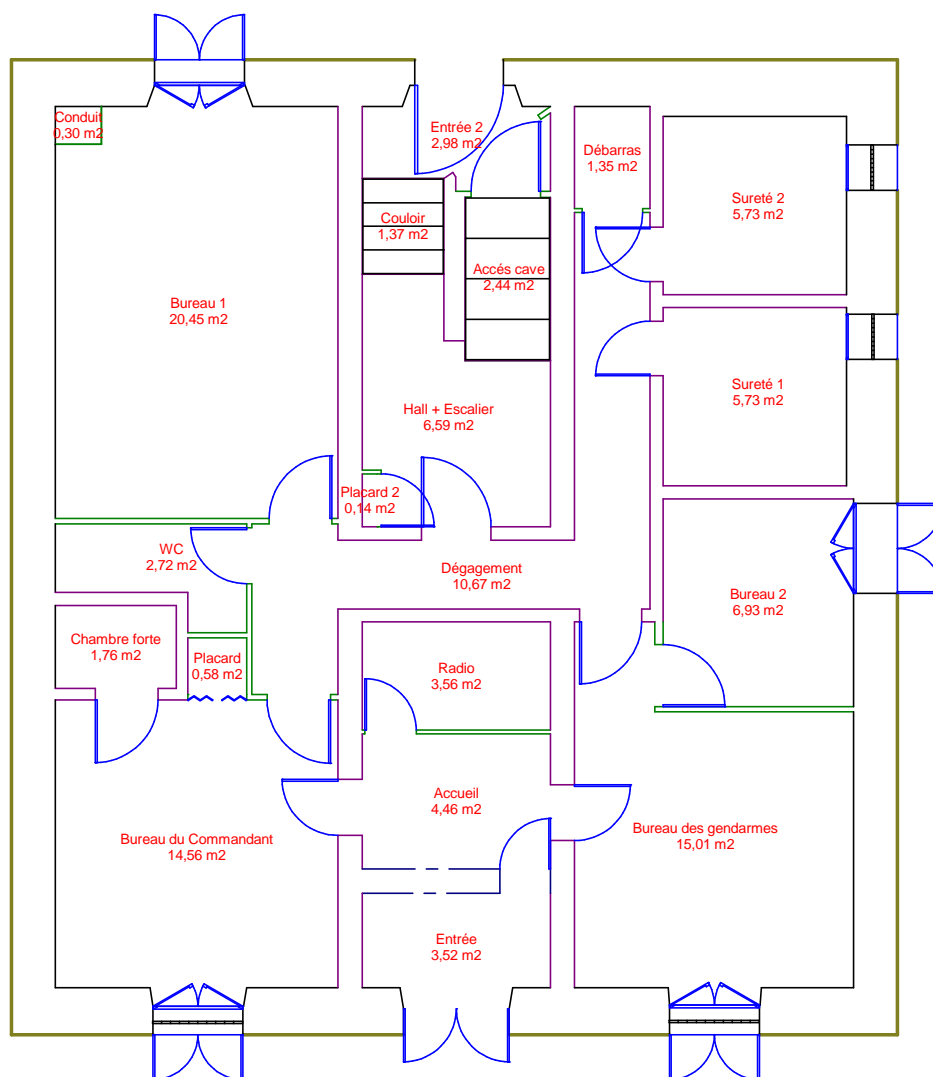 Conduit
0,30 m2
Entrée 2
2,98 m2
Débarras
1,35 m2
Sureté 2
5,73 m2
Couloir
1,37 m2
Accés cave
2,44 m2
Bureau 1
20,45 m2
Sureté 1
5,73 m2
Hall + Escalier
6,59 m2
Placard 2
0,14 m2
WC
2,72 m2
Dégagement
10,67 m2
Bureau 2
6,93 m2
Chambre forte
1,76 m2
Placard
0,58 m2
Radio
3,56 m2
Accueil
4,46 m2
Bureau du Commandant
14,56 m2
Bureau des gendarmes
15,01 m2
Entrée
3,52 m2